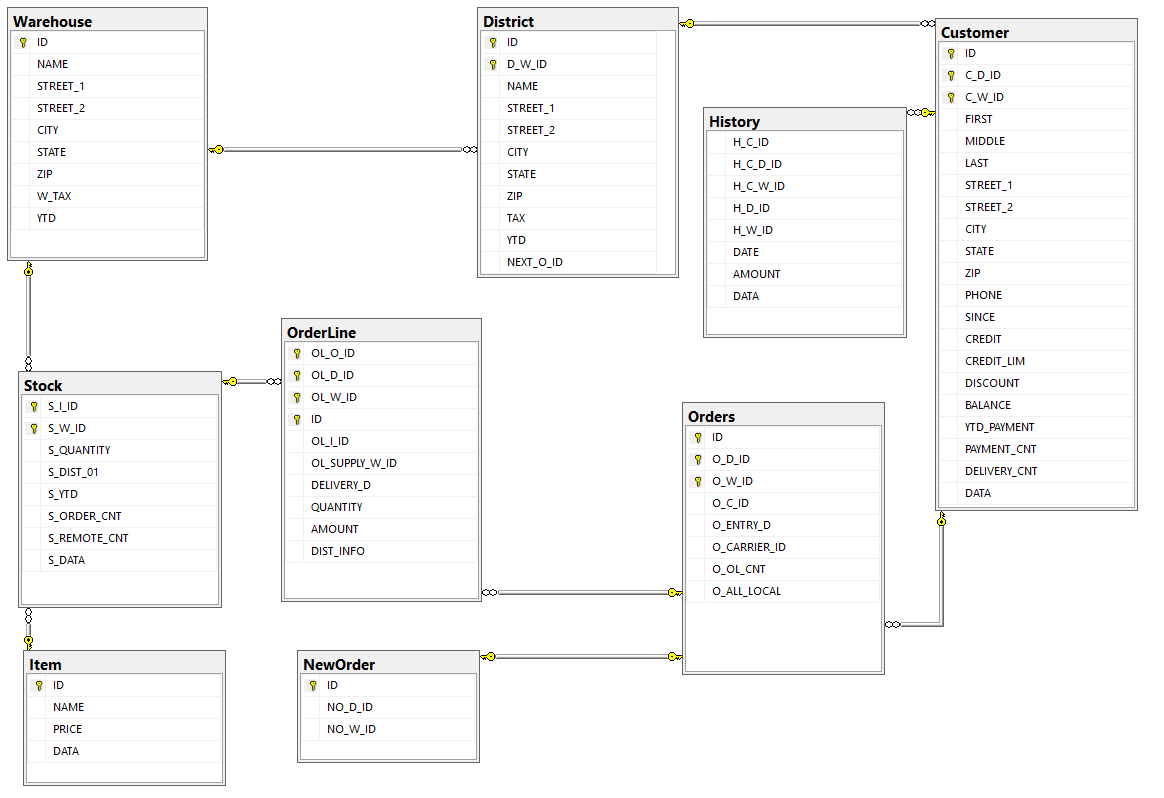 Warehouse
ID
NAME
STREET_1
STREET_2
CITY
STATE
ZIP
W_TAX
YTD
District
ID
D_W_ID
NAME
STREET_1
STREET_2
CITY
STATE
ZIP
TAX
YTD
NEXT_O_ID
Customer
ID
C_D_ID
C_W_ID
FIRST
MIDDLE
LAST
STREET_1
STREET_2
CITY
STATE
ZIP
PHONE
SINCE
CREDIT
CREDIT_LIM
DISCOUNT
BALANCE
YTD_PAYMENT
PAYMENT_CNT
DELIVERY_CNT
DATA
History
H_C_ID
H_C_D_ID
H_C_W_ID
H_D_ID
H_W_ID
DATE
AMOUNT
DATA
Stock
S_I_ID
S_W_ID
S_QUANTITY
S_DIST_01
S_YTD
S_ORDER_CNT
S_REMOTE_CNT
S_DATA
OrderLine
OL_O_ID
OL_D_ID
OL_W_ID
ID
OL_I_ID
OL_SUPPLY_W_ID
DELIVERY_D
QUANTITY
AMOUNT
DIST_INFO
Orders
ID
O_D_ID
O_W_ID
O_C_ID
O_ENTRY_D
O_CARRIER_ID
O_OL_CNT
O_ALL_LOCAL
Item
ID
NAME
PRICE
DATA
NewOrder
ID
NO_D_ID
NO_W_ID